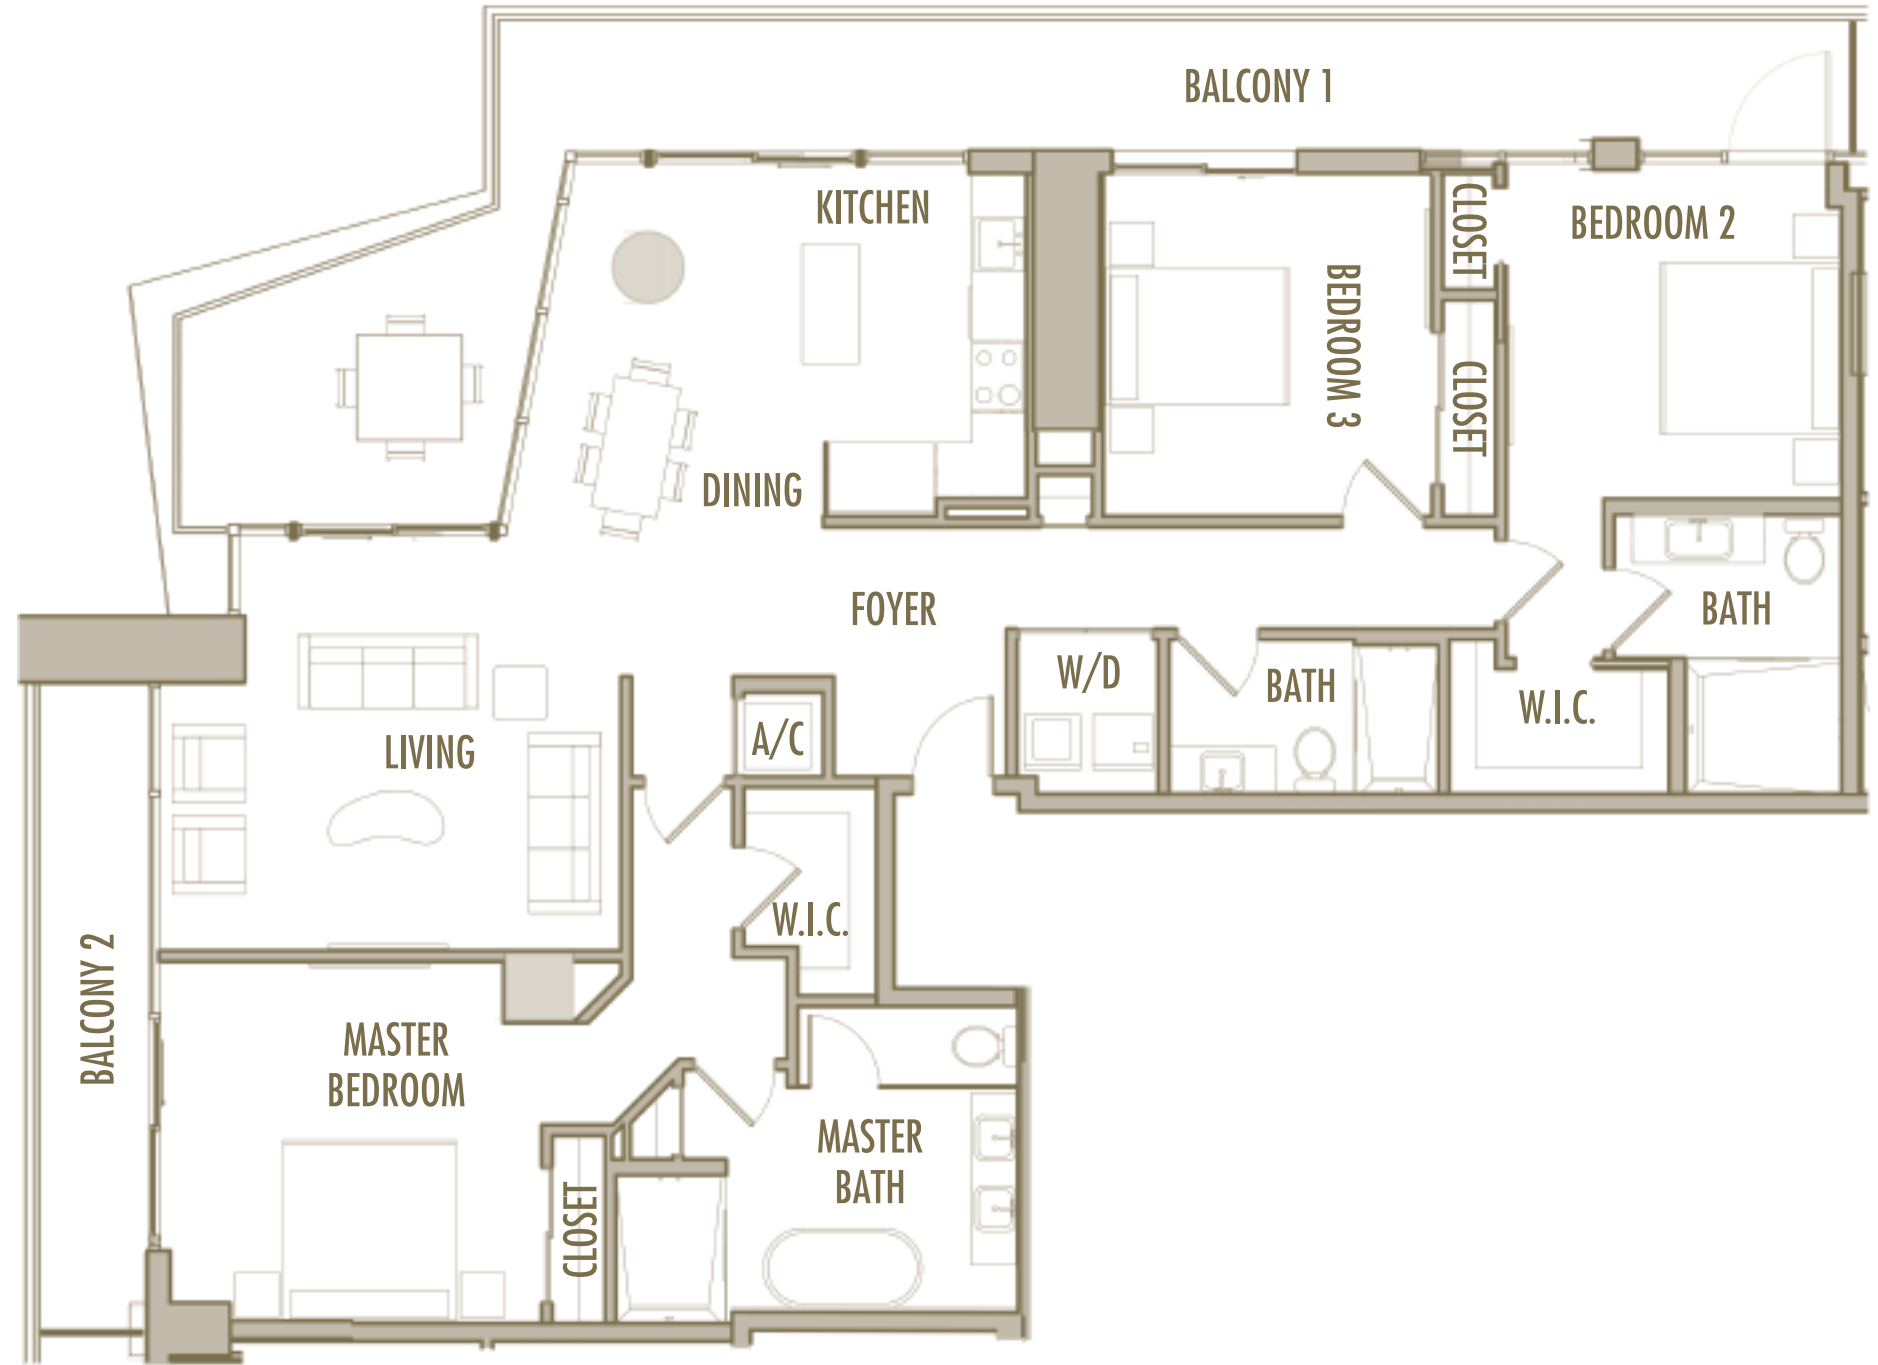 BALCONY 1
KITCHEN
CLOSET
BEDROOM 2
BEDROOM 3
CLOSET
DINING
FOYER
BATH
W/D
BATH
W.I.C.
A/C
LIVING
W.I.C.
BALCONY 2
MASTER
BEDROOM
MASTER
BATH
CLOSET